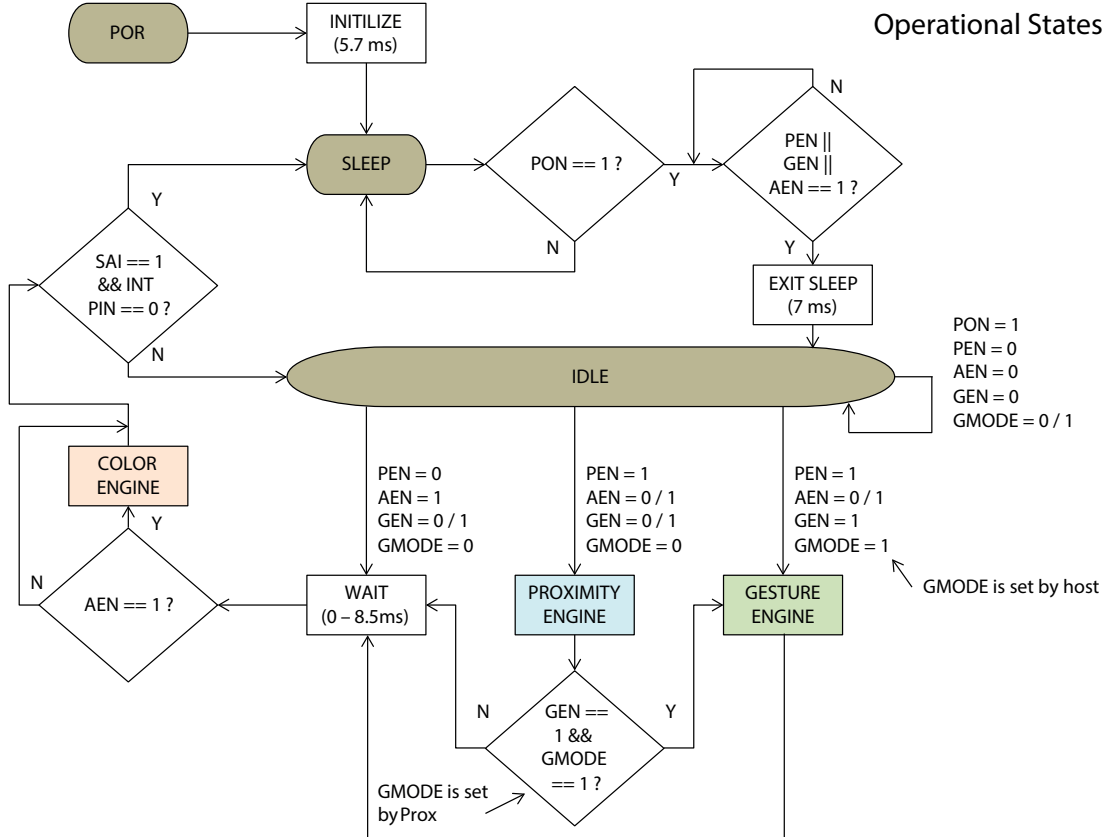 Operational States
POR
INITILIZE
(5.7 ms)
SLEEP
PON == 1 ?
Y
N
PEN ||
GEN ||
AEN == 1 ?
N
Y
EXIT SLEEP
(7 ms)
SAI == 1
&& INT
PIN == 0 ?
Y
N
IDLE
PON = 1
PEN = 0
AEN = 0
GEN = 0
GMODE = 0 / 1
PEN = 0
AEN = 1
GEN = 0 / 1
GMODE = 0
PEN = 1
AEN = 0 / 1
GEN = 0 / 1
GMODE = 0
PEN = 1
AEN = 0 / 1
GEN = 1
GMODE = 1
GMODE is set by host
COLOR
ENGINE
Y
N
AEN == 1 ?
WAIT
(0 – 8.5ms)
PROXIMITY
ENGINE
GESTURE
ENGINE
N
Y
GEN ==
1 &&
GMODE
== 1 ?
GMODE is set
by Prox